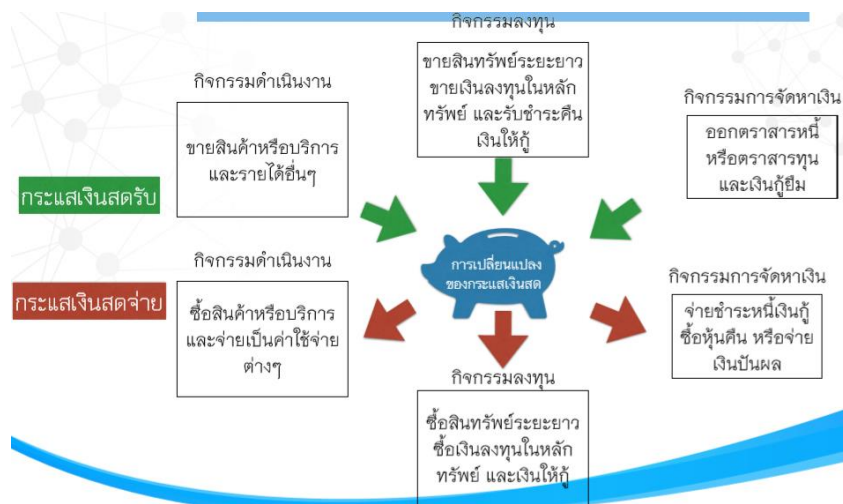 กิจกรรมลงทุน
ขายสินทรัพย์ระยะยาว
ขายเงินลงทุนในหลัก
ทรัพย์ และรับชำระคืน
เงินให้กู้
กิจกรรมดำเนินงาน
ขายสินค้าหรือบริการ
และรายได้อื่นๆ
กิจกรรมการจัดหาเงิน
ออกตราสารหนี้
หรือตราสารทุน
และเงินกู้ยืม
กระแสเงินสดรับ
การเปลี่ยนแปลง
ของกระแสเงินสด
กระแสเงินสดจ่าย
กิจกรรมดำเนินงาน
ซื้อสินค้าหรือบริการ
และจ่ายเป็นค่าใช้จ่าย
ต่างๆ
กิจกรรมลงทุน
ซื้อสินทรัพย์ระยะยาว
ซื้อเงินลงทุนในหลัก
ทรัพย์ และเงินให้กู้
กิจกรรมการจัดหาเงิน
จ่ายชำระหนี้เงินกู้
ซื้อหุ้นคืน หรือจ่าย
เงินปันผล